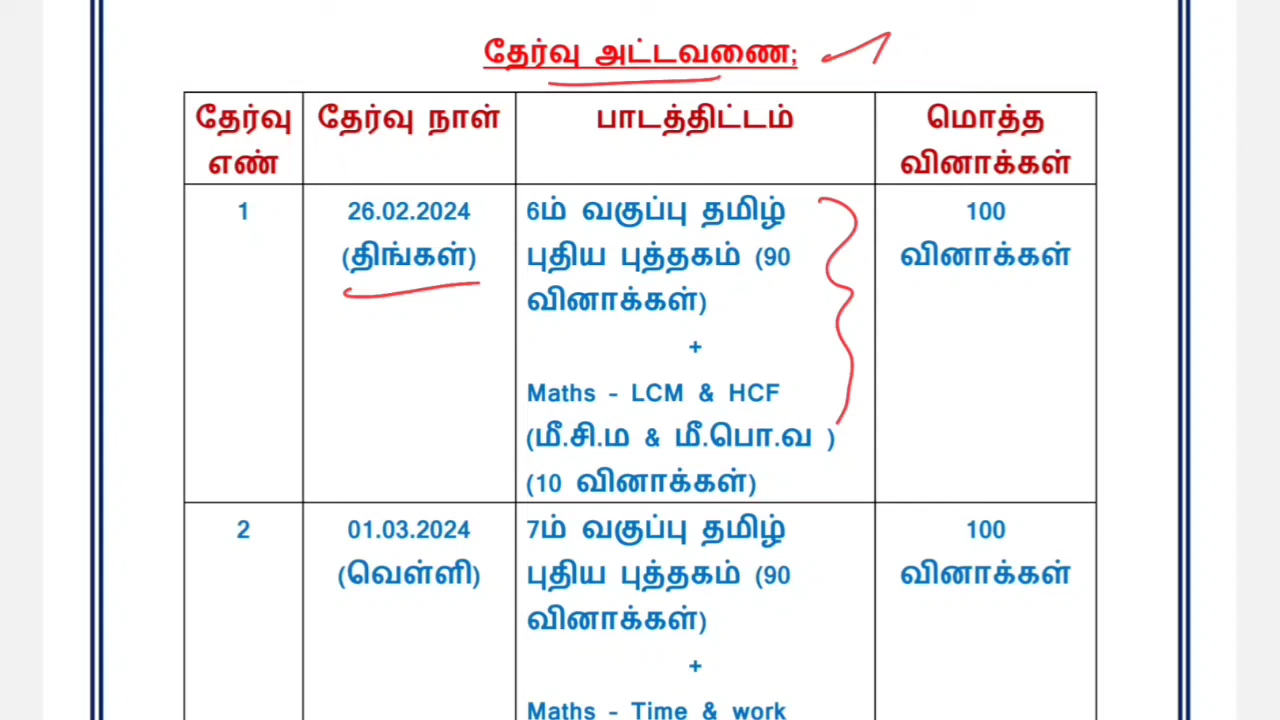 தேர்வு அட்டவணை;
தேர்வு எண்
தேர்வு நாள்
பாடத்திட்டம்
மொத்த வினாக்கள்
1
26.02.2024
(திங்கள்)
6ம் வகுப்பு தமிழ்
புதிய புத்தகம் (90
வினாக்கள்)
+
Maths - LCM & HCF
(மீ.சி.ம & மீ.பொ.வ )
(10 வினாக்கள்)
100
வினாக்கள்
2
01.03.2024
(வெள்ளி)
7ம் வகுப்பு தமிழ்
புதிய புத்தகம் (90
வினாக்கள்)
+
Maths - Time & work
100
வினாக்கள்